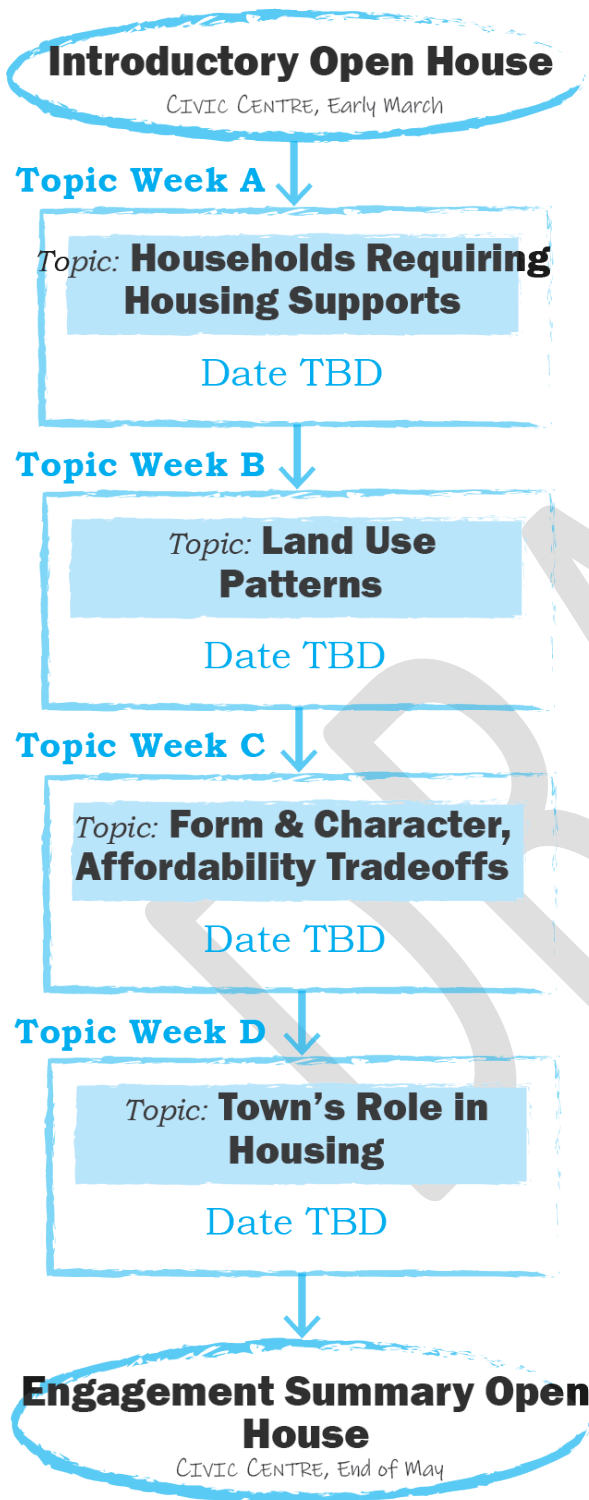 Introductory Open House
CIVIC CENTRE, Early March
Topic Week A
Topic: Households Requiring
Housing Supports
Date TBD
Topic Week B
Topic: Land Use
Patterns
Date TBD
Topic Week C
Topic: Form & Character,
Affordability Tradeoffs
Date TBD
Topic Week D
Topic: Town's Role in
Housing
Date TBD
Engagement Summary Open
House
CIVIC CENTRE, End of May